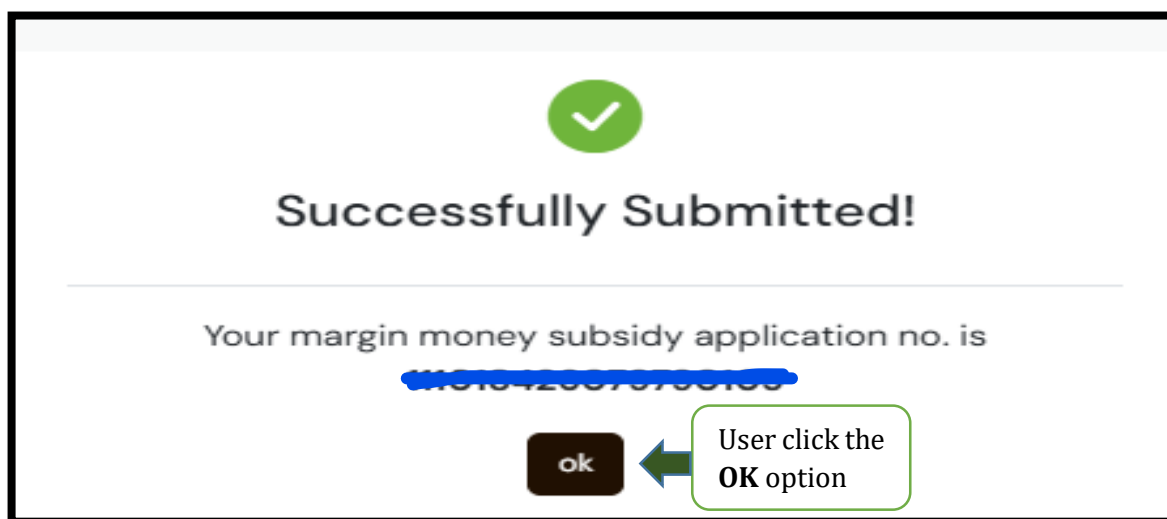 Successfully Submitted!
Your margin money subsidy application no. is
ok
User click the
OK option